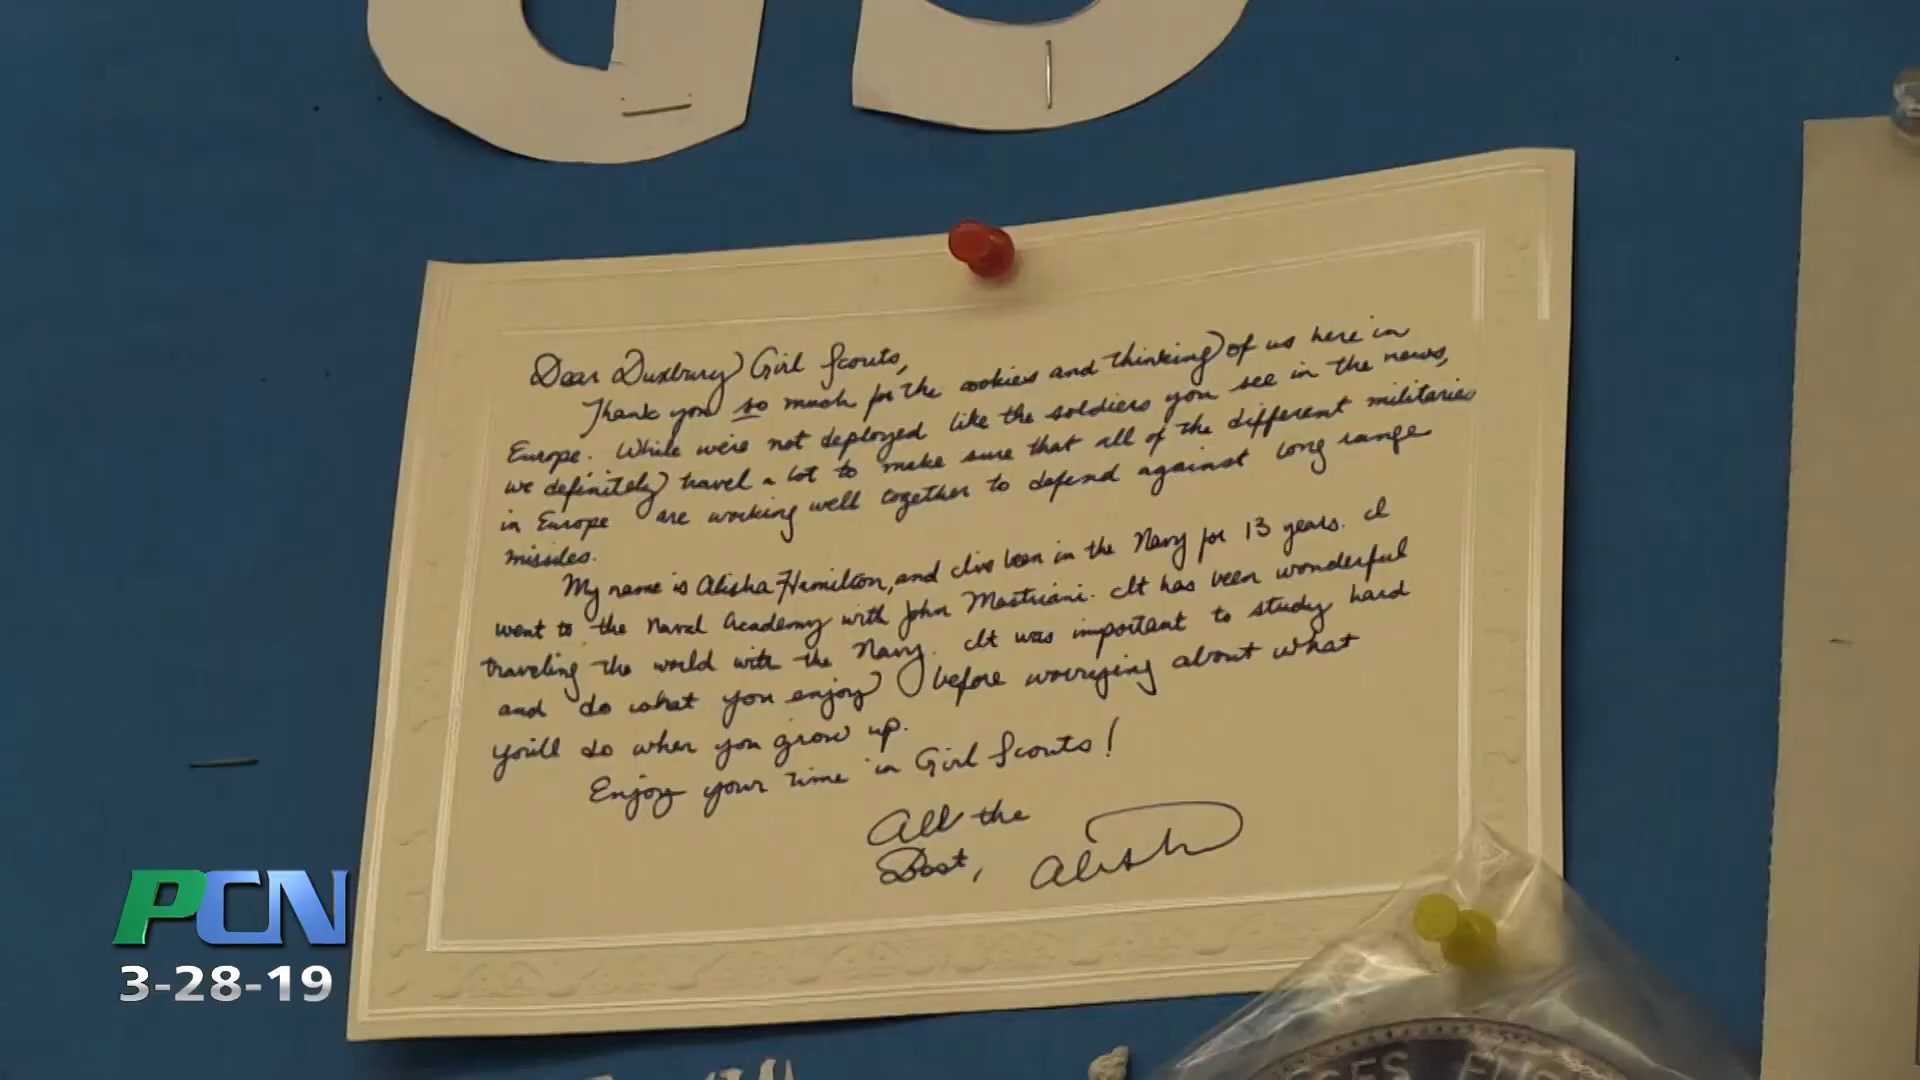 Dear Duxbury Girl Scouts,
Thank you so much for the cookies and thinking of us here in
Europe. While we're not deployed like the soldiers you see in the news,
we definitely travel a lot to make sure that all of the different militaries
in Europe are working well together to defend against long range
missiles.
My name is Alisha Hamilton, and I've been in the Navy for 13 years. I
went to the Naval Academy with John Mastriani. It has been wonderful
traveling the world with the Navy. It was important to study hard
and do what you enjoy before worrying about what
you'll do when you grow up.
Enjoy your time in Girl Scouts!
All the
Best, Alisha
PCN
3-28-19